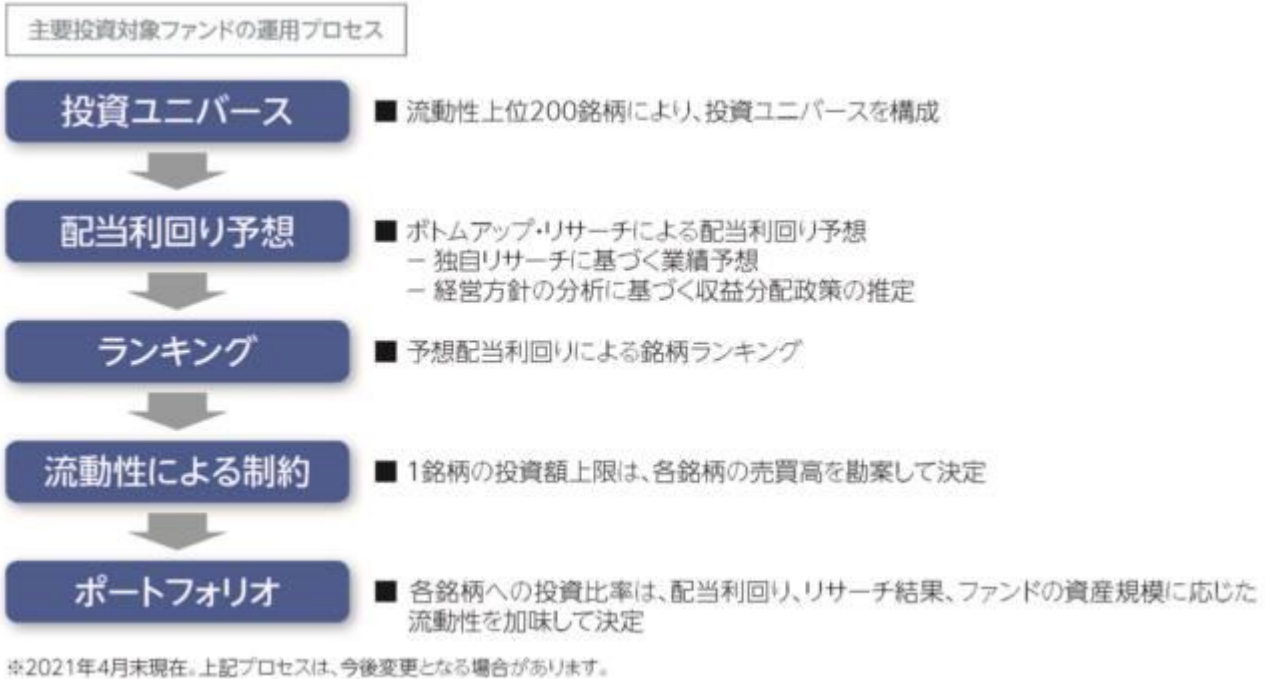 主要投資対象ファンドの運用プロセス
投資ユニバース
■ 流動性上位200銘柄により、投資ユニバースを構成
配当利回り予想
■ ボトムアップ・リサーチによる配当利回り予想
－ 独自リサーチに基づく業績予想
－ 経営方針の分析に基づく収益分配政策の推定
ランキング
■ 予想配当利回りによる銘柄ランキング
流動性による制約
■ 1銘柄の投資額上限は、各銘柄の売買高を勘案して決定
ポートフォリオ
■ 各銘柄への投資比率は、配当利回り、リサーチ結果、ファンドの資産規模に応じた
流動性を加味して決定
※2021年4月末現在。上記プロセスは、今後変更となる場合があります。